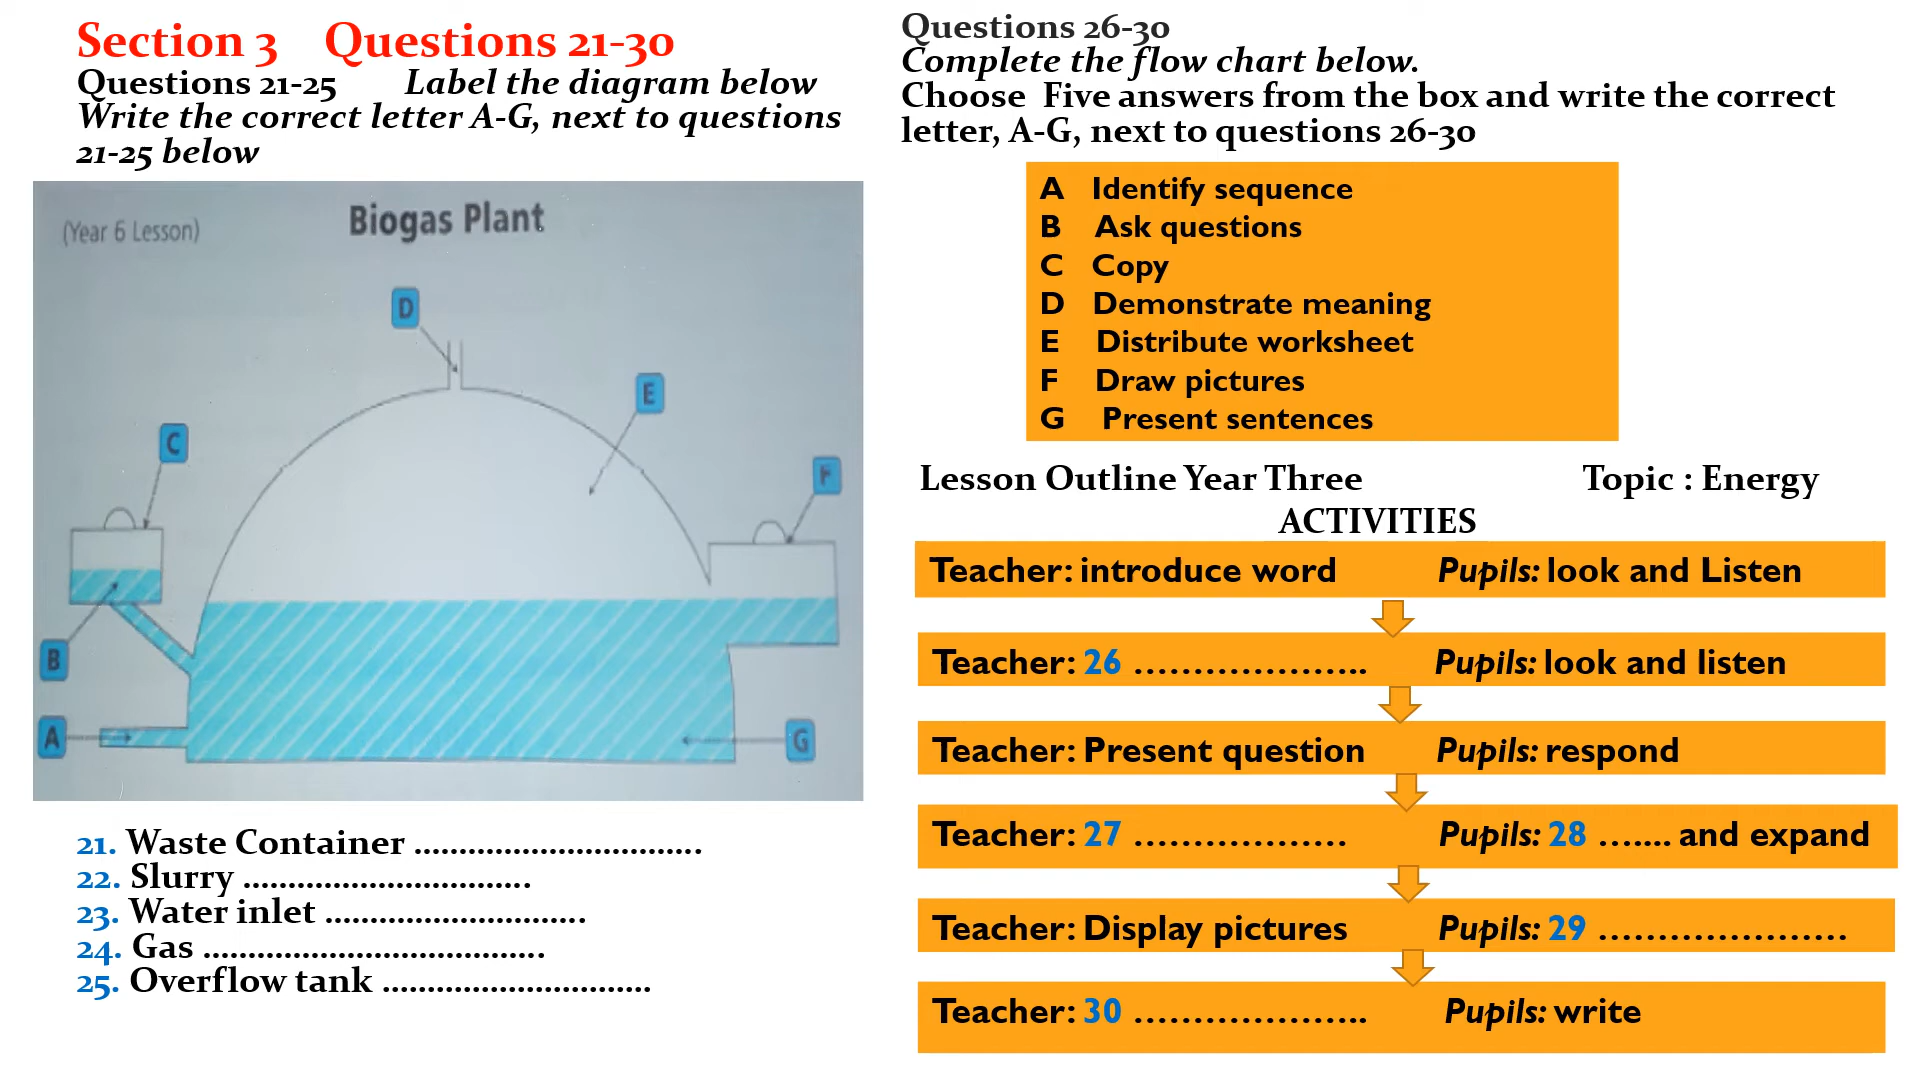 Section 3 Questions 21-30
Questions 21-25 Label the diagram below
Write the correct letter A-G, next to questions
21-25 below
(Year 6 Lesson) Biogas Plant
D
E
C
F
B
A
G
21. Waste Container ................................
22. Slurry ................................
23. Water inlet .............................
24. Gas ......................................
25. Overflow tank ..............................
Questions 26-30
Complete the flow chart below.
Choose Five answers from the box and write the correct
letter, A-G, next to questions 26-30
A Identify sequence
B Ask questions
C Copy
D Demonstrate meaning
E Distribute worksheet
F Draw pictures
G Present sentences
Lesson Outline Year Three Topic : Energy
ACTIVITIES
Teacher: introduce word Pupils: look and Listen
Teacher: 26 ………………….. Pupils: look and listen
Teacher: Present question Pupils: respond
Teacher: 27 ……………… Pupils: 28 ….... and expand
Teacher: Display pictures Pupils: 29 …………………
Teacher: 30 ……………….. Pupils: write